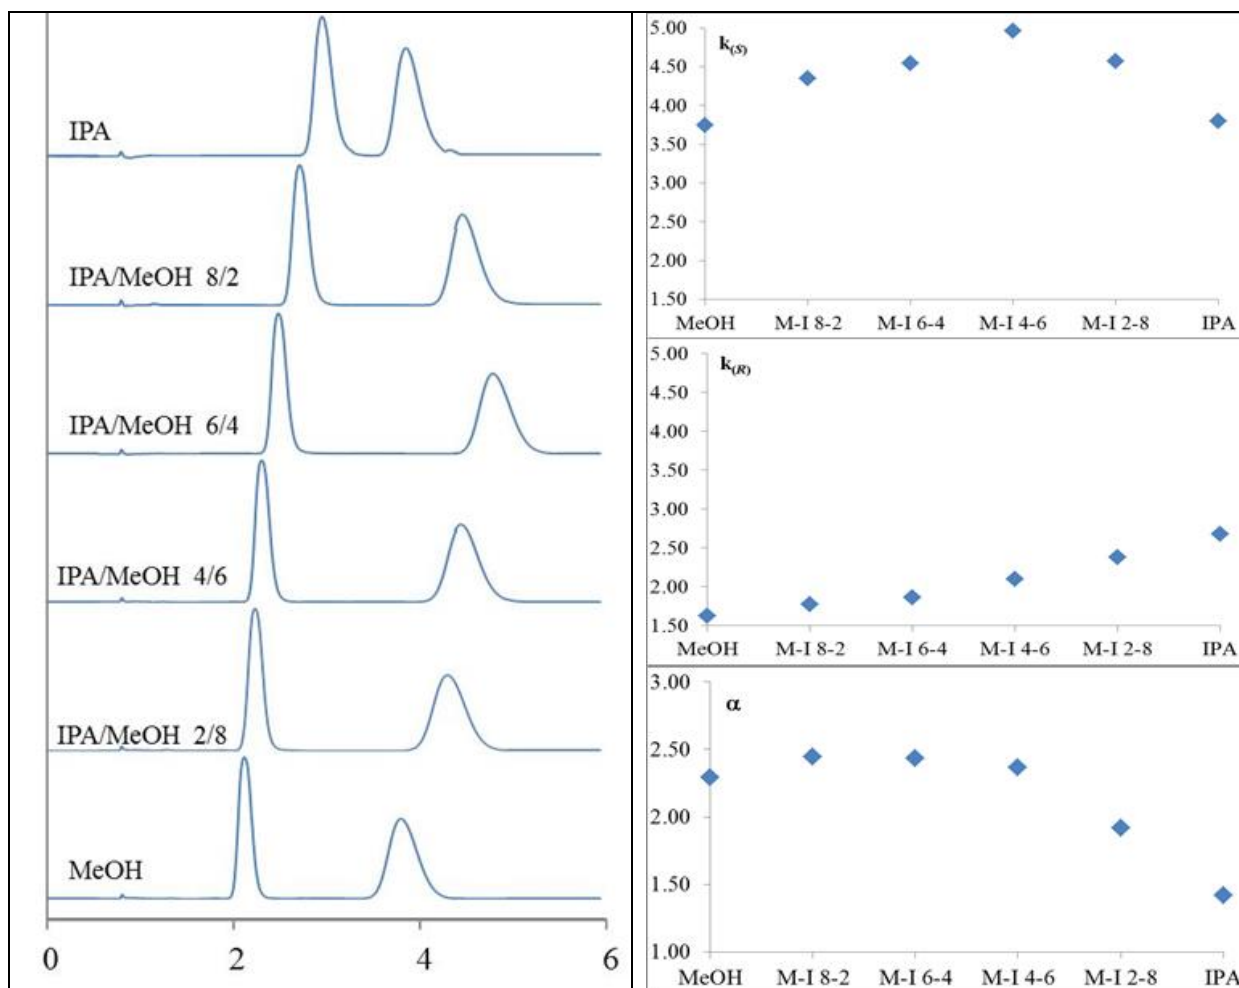 IPA
IPA/MeOH 8/2
IPA/MeOH 6/4
IPA/MeOH 4/6
IPA/MeOH 2/8
MeOH
0 2 4 6
k(S)
5.00
4.50
4.00
3.50
3.00
2.50
2.00
1.50
MeOH M-I 8-2 M-I 6-4 M-I 4-6 M-I 2-8 IPA
k(R)
5.00
4.50
4.00
3.50
3.00
2.50
2.00
1.50
MeOH M-I 8-2 M-I 6-4 M-I 4-6 M-I 2-8 IPA
α
3.00
2.50
2.00
1.50
1.00
MeOH M-I 8-2 M-I 6-4 M-I 4-6 M-I 2-8 IPA